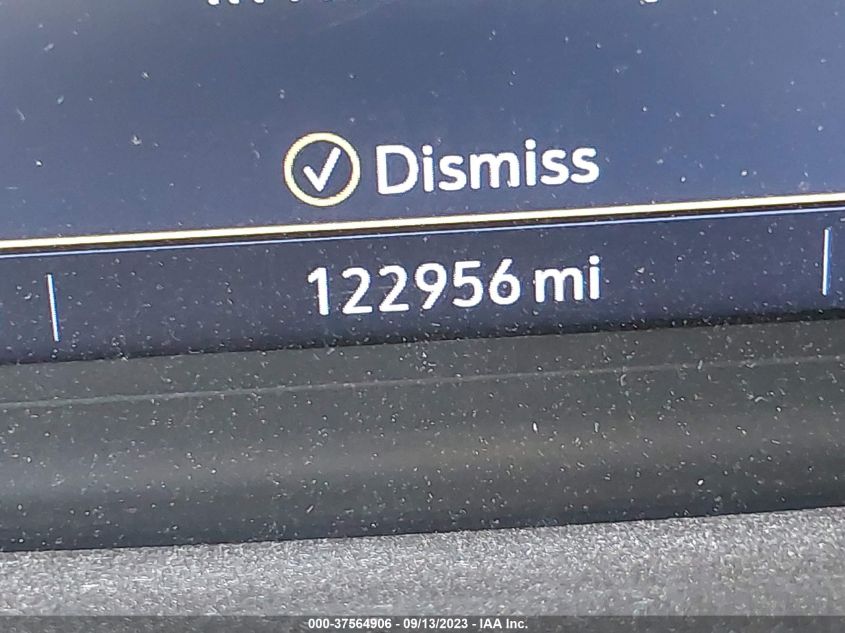 Dismiss
122956 mi
000-37564906 - 09/13/2023 - IAA Inc.